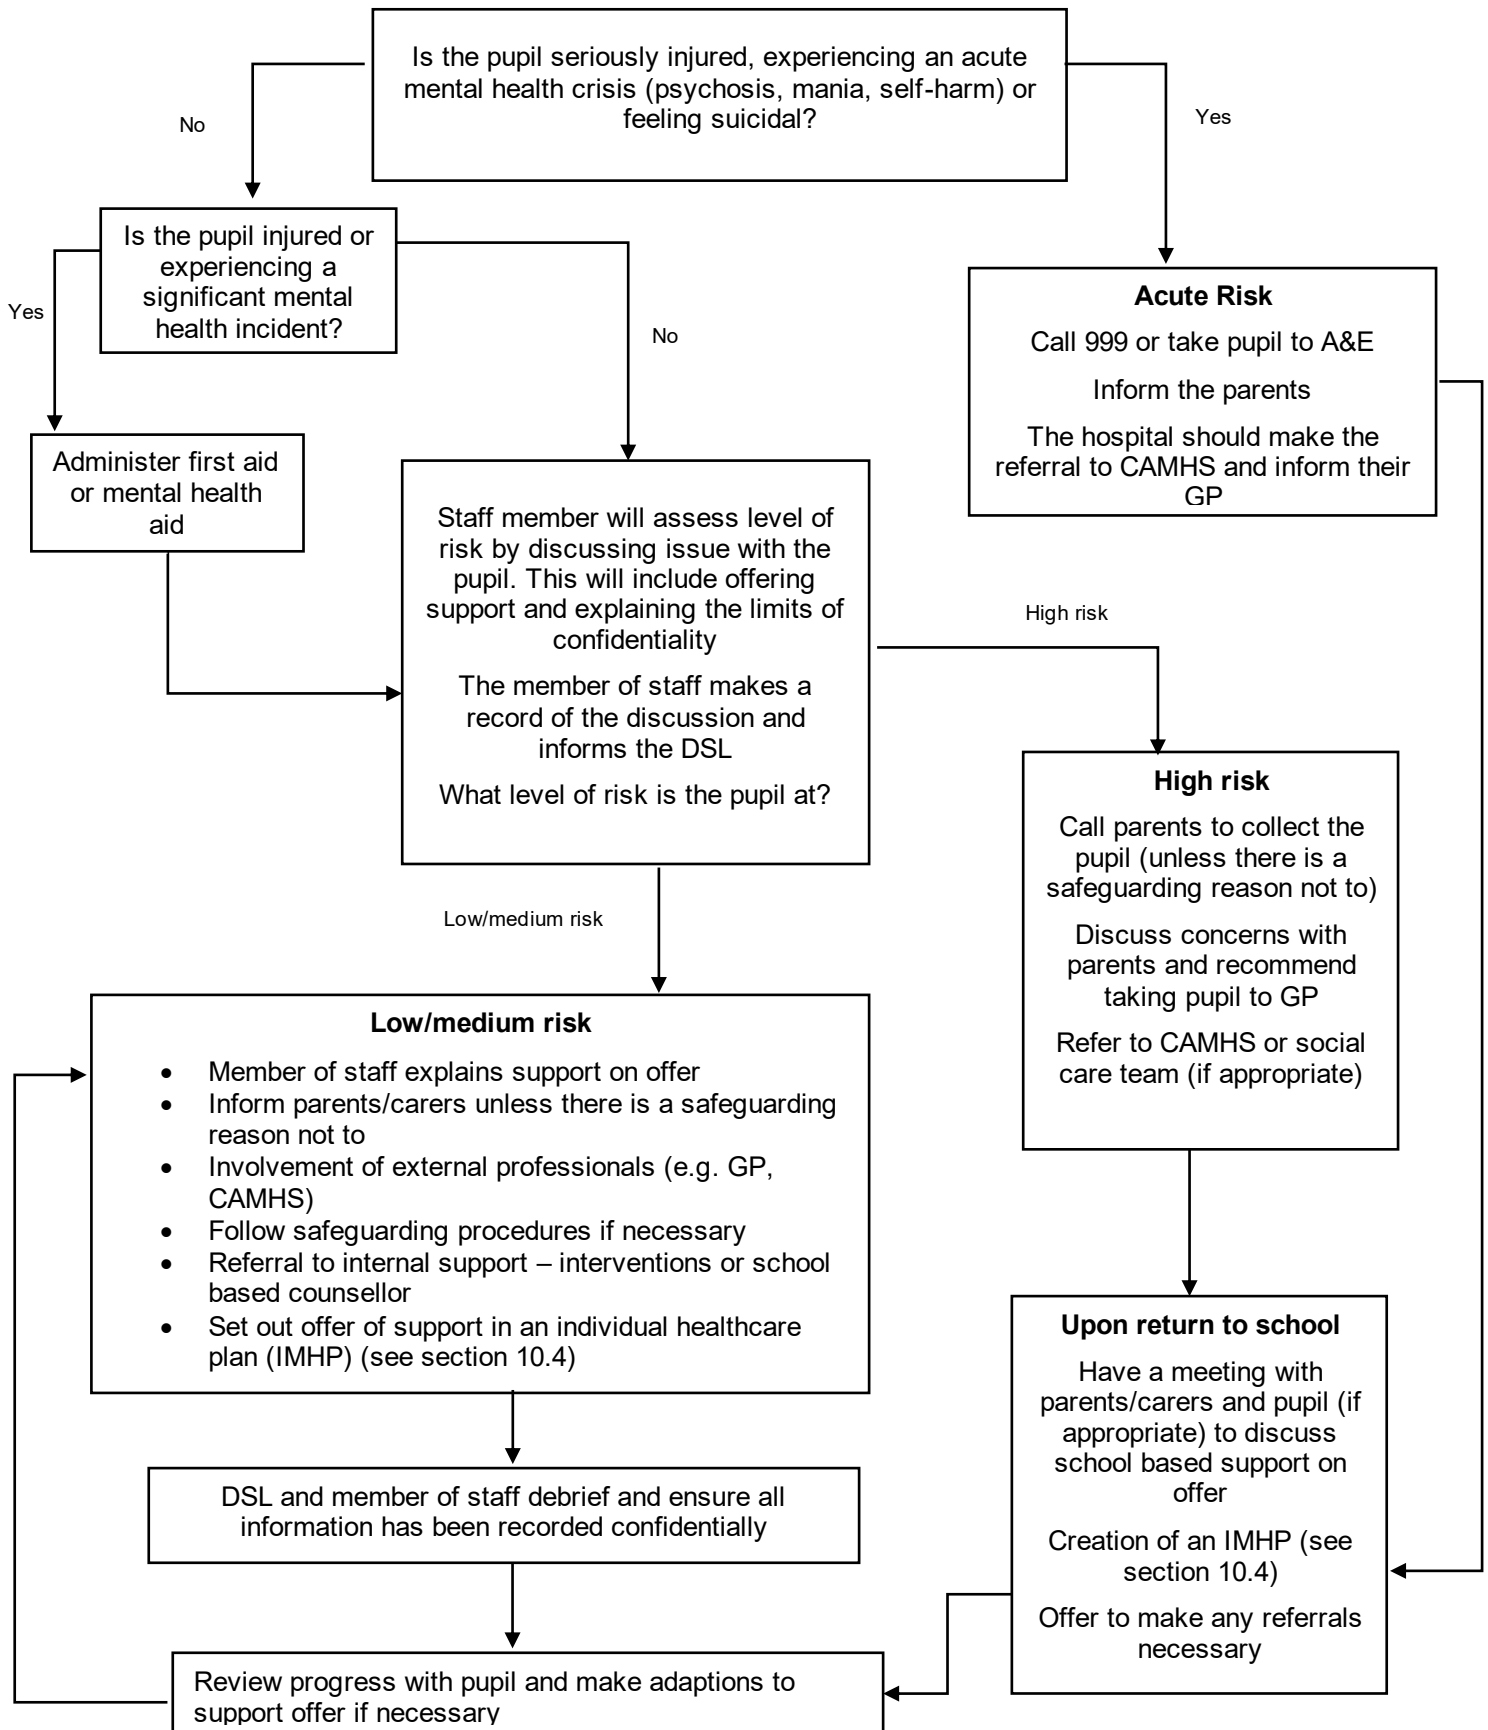 Is the pupil seriously injured, experiencing an acute
mental health crisis (psychosis, mania, self-harm) or
feeling suicidal?
No
Yes
Is the pupil injured or
experiencing a
significant mental
health incident?
Yes
No
Acute Risk
Call 999 or take pupil to A&E
Inform the parents
The hospital should make the
referral to CAMHS and inform their
GP
Administer first aid
or mental health
aid
Staff member will assess level of
risk by discussing issue with the
pupil. This will include offering
support and explaining the limits of
confidentiality
The member of staff makes a
record of the discussion and
informs the DSL
What level of risk is the pupil at?
High risk
High risk
Call parents to collect the
pupil (unless there is a
safeguarding reason not to)
Discuss concerns with
parents and recommend
taking pupil to GP
Refer to CAMHS or social
care team (if appropriate)
Low/medium risk
Low/medium risk
• Member of staff explains support on offer
• Inform parents/carers unless there is a safeguarding
reason not to
• Involvement of external professionals (e.g. GP,
CAMHS)
• Follow safeguarding procedures if necessary
• Referral to internal support – interventions or school
based counsellor
• Set out offer of support in an individual healthcare
plan (IMHP) (see section 10.4)
Upon return to school
Have a meeting with
parents/carers and pupil (if
appropriate) to discuss
school based support on
offer
Creation of an IMHP (see
section 10.4)
Offer to make any referrals
necessary
DSL and member of staff debrief and ensure all
information has been recorded confidentially
Review progress with pupil and make adaptions to
support offer if necessary